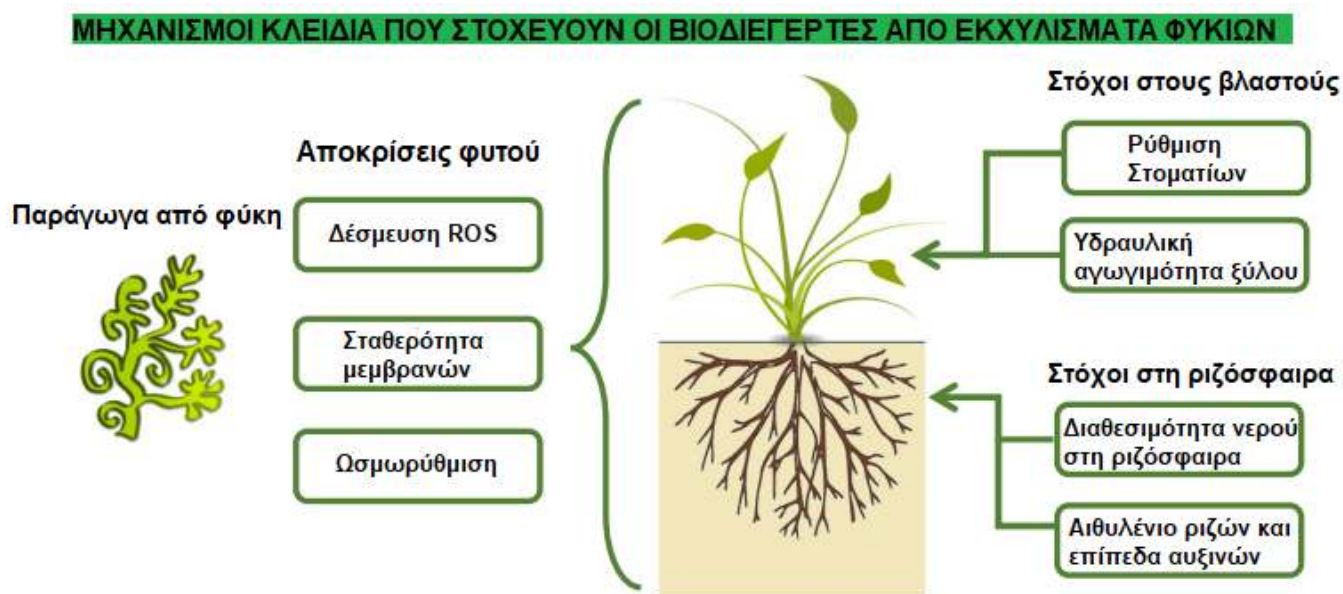 ΜΗΧΑΝΙΣΜΟΙ ΚΛΕΙΔΙΑ ΠΟΥ ΣΤΟΧΕΥΟΥΝ ΟΙ ΒΙΟΔΙΕΓΕΡΤΕΣ ΑΠΟ ΕΚΧΥΛΙΣΜΑΤΑ ΦΥΚΙΩΝ
Παράγωγα από φύκη
Αποκρίσεις φυτού
Δέσμευση ROS
Σταθερότητα
μεμβρανών
Ωσμωρύθμιση
Στόχοι στους βλαστούς
Ρύθμιση
Στοματίων
Υδραυλική
αγωγιμότητα ξύλου
Στόχοι στη ριζόσφαιρα
Διαθεσιμότητα νερού
στη ριζόσφαιρα
Αιθυλένιο ριζών και
επίπεδα αυξινών